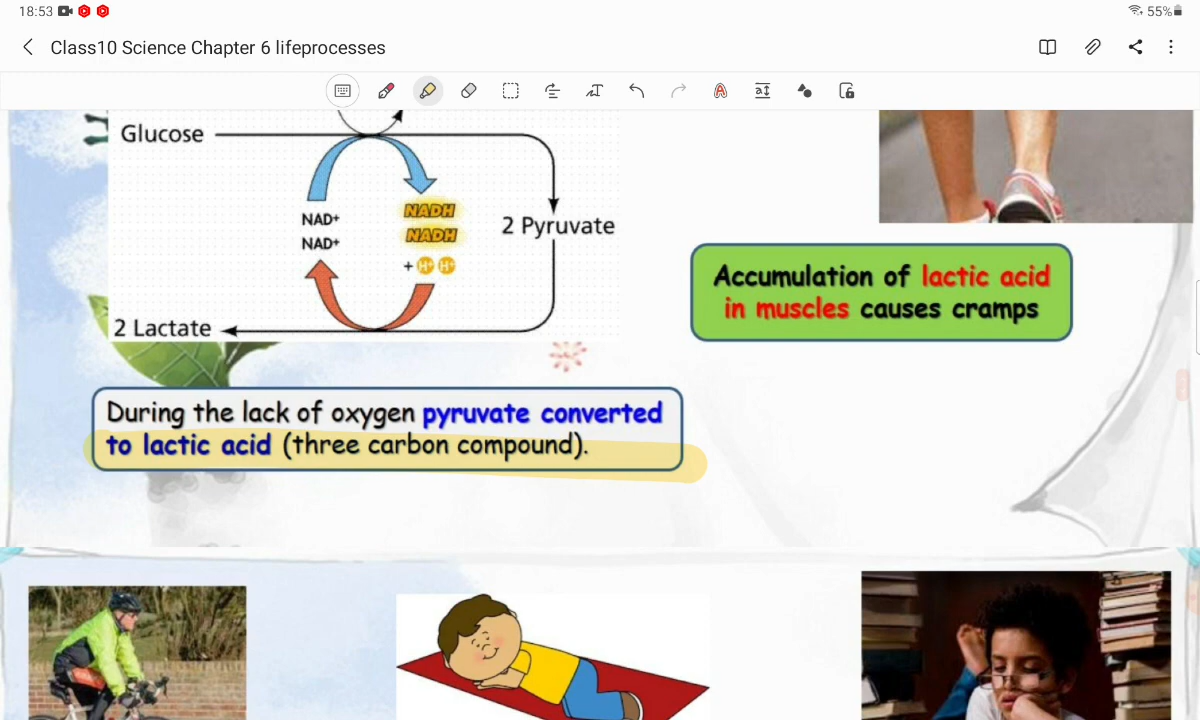 18:53
55%
Class10 Science Chapter 6 lifeprocesses
Glucose
NAD+
NAD+
NADH
NADH
+ H+ H+
2 Pyruvate
2 Lactate
Accumulation of lactic acid
in muscles causes cramps
During the lack of oxygen pyruvate converted
to lactic acid (three carbon compound).